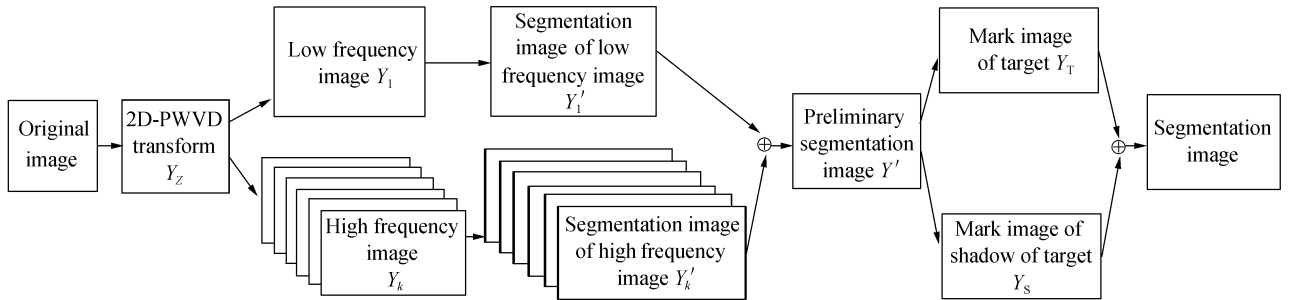 Original
image
2D-PWVD
transform
Y_Z
Low frequency
image Y_1
Segmentation
image of low
frequency image
Y_1′
High frequency
image
Y_k
Segmentation image
of high frequency
image Y_k′
⊕
Preliminary
segmentation
image Y′
Mark image
of target Y_T
Mark image of
shadow of target
Y_S
⊕
Segmentation
image